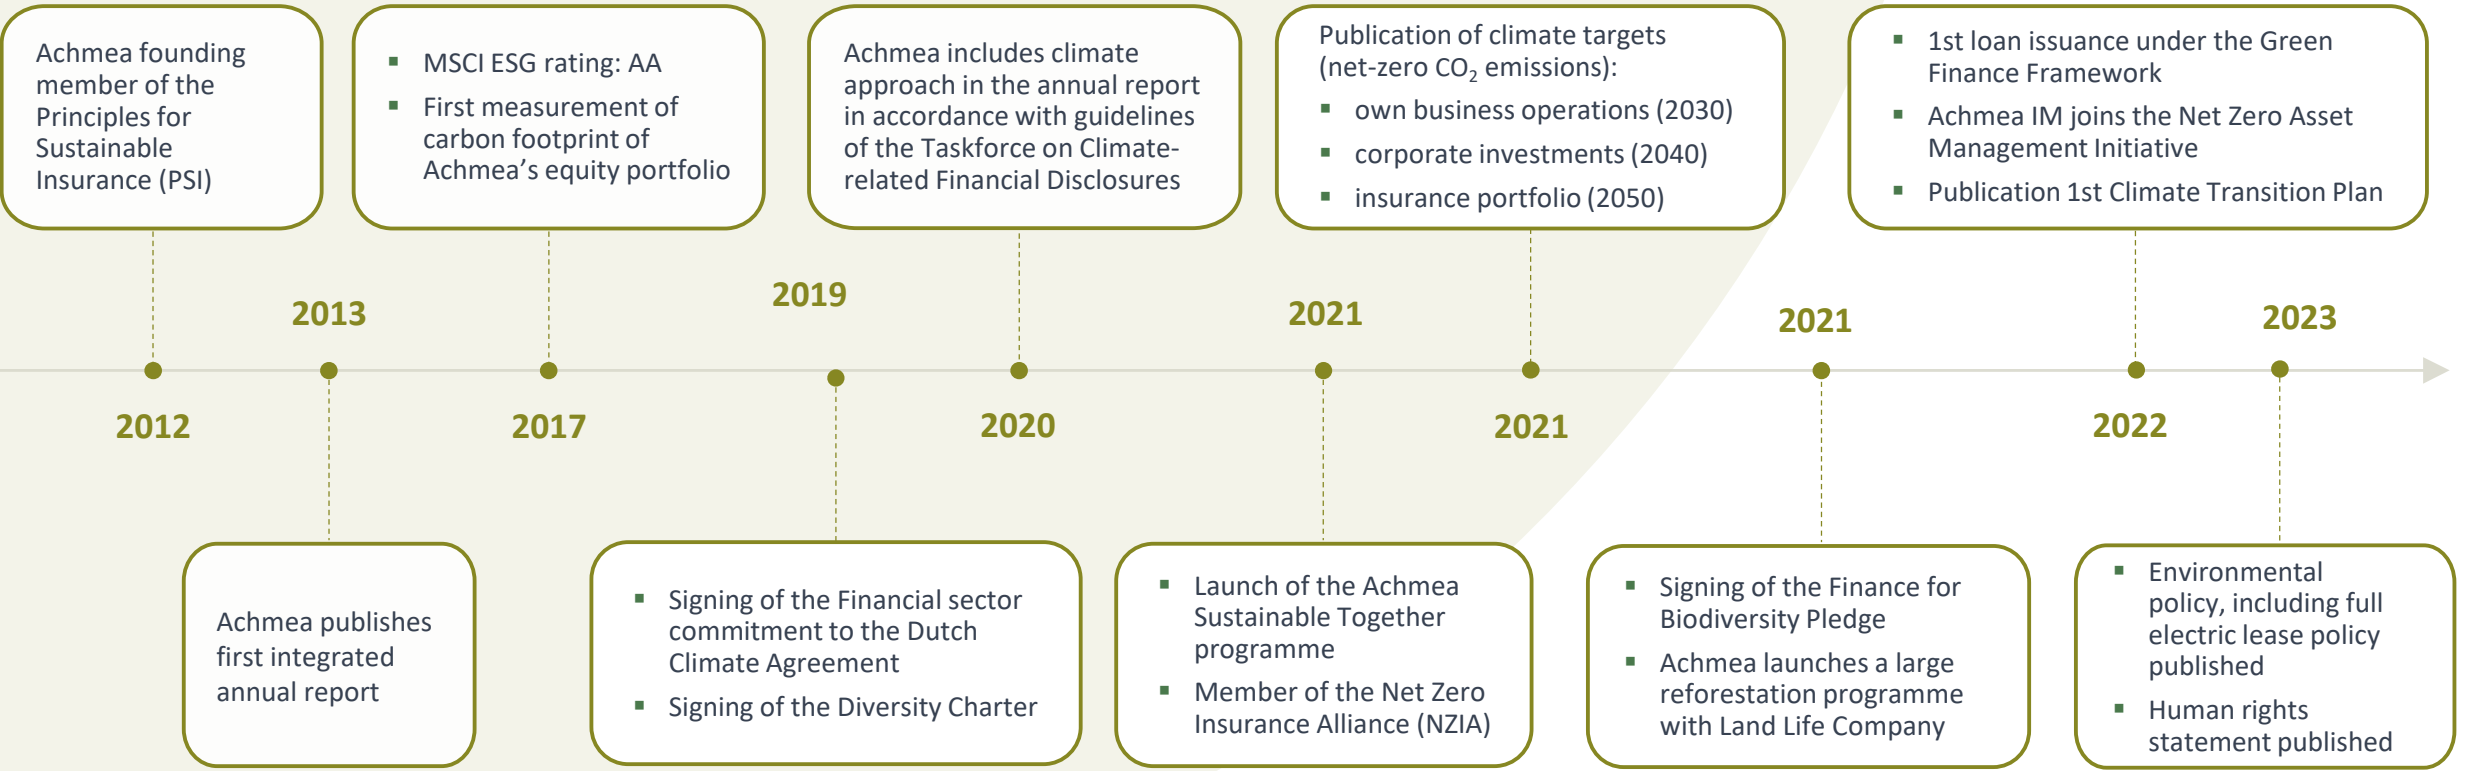 Achmea founding
member of the
Principles for
Sustainable
Insurance (PSI)
▪ MSCI ESG rating: AA
▪ First measurement of
carbon footprint of
Achmea’s equity portfolio
Achmea includes climate
approach in the annual report
in accordance with guidelines
of the Taskforce on Climate-
related Financial Disclosures
Publication of climate targets
(net-zero CO₂ emissions):
▪ own business operations (2030)
▪ corporate investments (2040)
▪ insurance portfolio (2050)
▪ 1st loan issuance under the Green
Finance Framework
▪ Achmea IM joins the Net Zero Asset
Management Initiative
▪ Publication 1st Climate Transition Plan
2013
2019
2021
2021
2023
2012
2017
2020
2021
2022
Achmea publishes
first integrated
annual report
▪ Signing of the Financial sector
commitment to the Dutch
Climate Agreement
▪ Signing of the Diversity Charter
▪ Launch of the Achmea
Sustainable Together
programme
▪ Member of the Net Zero
Insurance Alliance (NZIA)
▪ Signing of the Finance for
Biodiversity Pledge
▪ Achmea launches a large
reforestation programme
with Land Life Company
▪ Environmental
policy, including full
electric lease policy
published
▪ Human rights
statement published